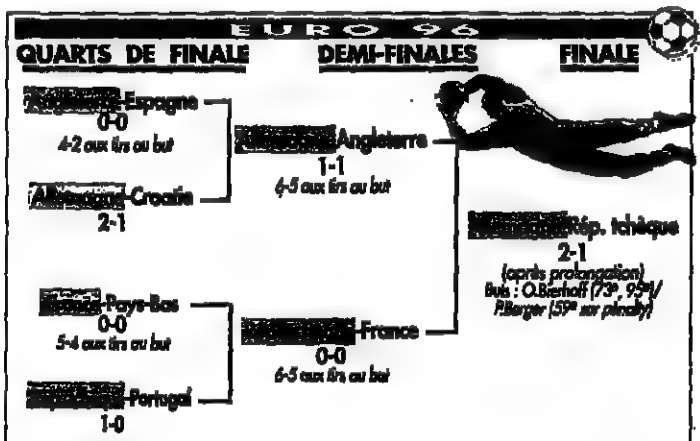 EURO 96
QUARTS DE FINALE
Angleterre-Espagne
0-0
4-2 aux tirs au but
Allemagne-Croatie
2-1
-Pays-Bas
0-0
5-4 aux tirs au but
-Portugal
1-0
DEMI-FINALES
-Angleterre
1-1
6-5 aux tirs au but
-France
0-0
6-5 aux tirs au but
FINALE
-Rép. tchèque
2-1
(après prolongation)
Buts : O.Bierhoff (73e, 95e)/
P.Berger (59e sur pénalty)